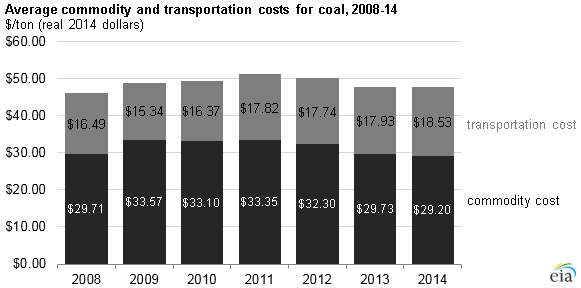 Average commodity and transportation costs for coal, 2008-14
$/ton (real 2014 dollars)
$60.00
$50.00
$40.00
$30.00
$20.00
$10.00
$0.00
$16.49 $15.34 $16.37 $17.82 $17.74 $17.93 $18.53
transportation cost
$29.71 $33.57 $33.10 $33.35 $32.30 $29.73 $29.20
commodity cost
2008 2009 2010 2011 2012 2013 2014
eia